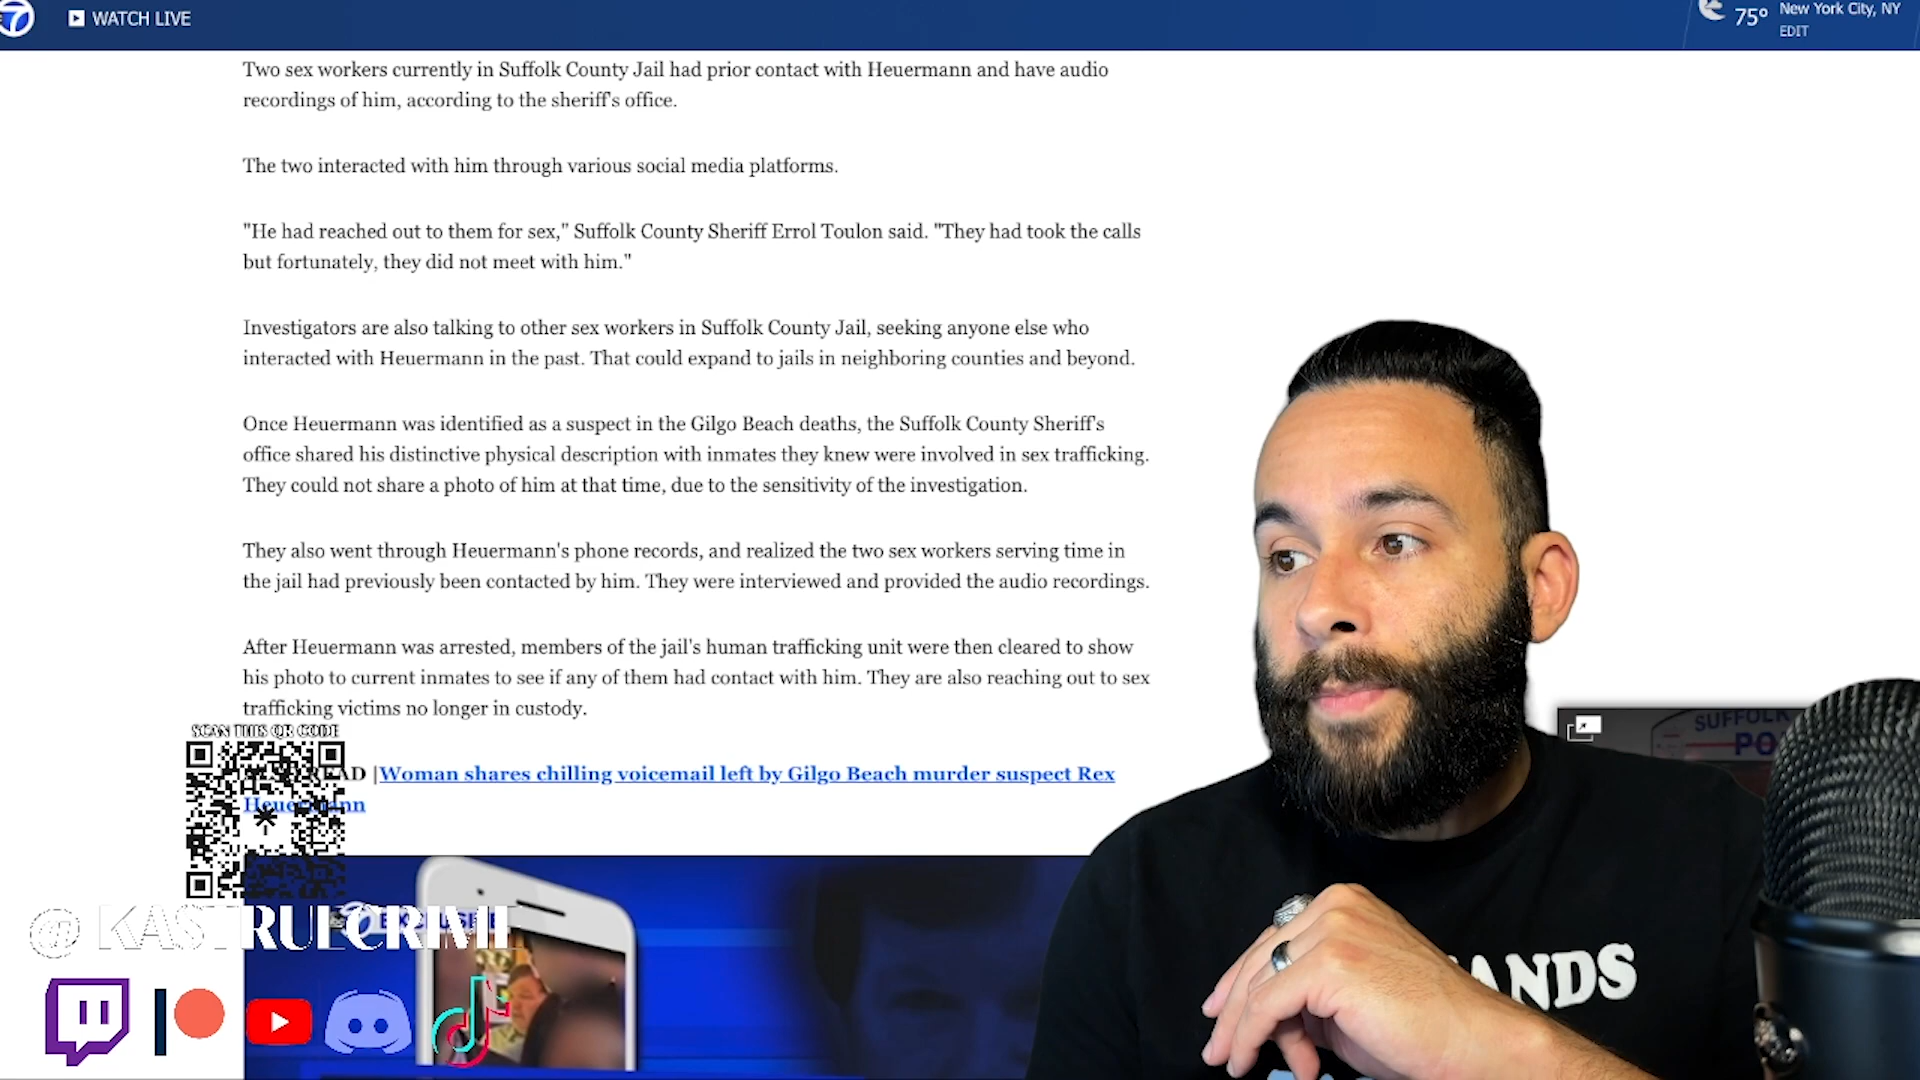 7
WATCH LIVE
75°
New York City, NY
EDIT
Two sex workers currently in Suffolk County Jail had prior contact with Heuermann and have audio
recordings of him, according to the sheriff's office.
The two interacted with him through various social media platforms.
"He had reached out to them for sex," Suffolk County Sheriff Errol Toulon said. "They had took the calls
but fortunately, they did not meet with him."
Investigators are also talking to other sex workers in Suffolk County Jail, seeking anyone else who
interacted with Heuermann in the past. That could expand to jails in neighboring counties and beyond.
Once Heuermann was identified as a suspect in the Gilgo Beach deaths, the Suffolk County Sheriff's
office shared his distinctive physical description with inmates they knew were involved in sex trafficking.
They could not share a photo of him at that time, due to the sensitivity of the investigation.
They also went through Heuermann's phone records, and realized the two sex workers serving time in
the jail had previously been contacted by him. They were interviewed and provided the audio recordings.
After Heuermann was arrested, members of the jail's human trafficking unit were then cleared to show
his photo to current inmates to see if any of them had contact with him. They are also reaching out to sex
trafficking victims no longer in custody.
SCAN THIS QR CODE
|Woman shares chilling voicemail left by Gilgo Beach murder suspect Rex
Heuermann
EXCLUSIVE
@KASTRUECRIME
SUFFOLK
PO
ANDS